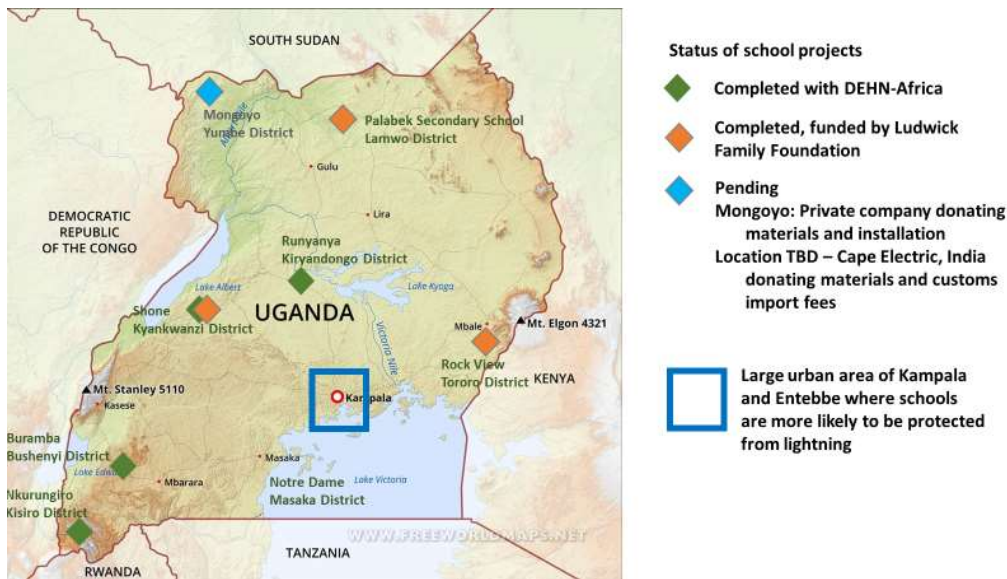 SOUTH SUDAN
Mongoyo
Yumbe District
Albert Nile
Palabek Secondary School
Lamwo District
Gulu
DEMOCRATIC
REPUBLIC
OF THE CONGO
Lira
Runyanya
Kiryandongo District
Lake Albert
Lake Kyoga
Shone
Kyankwanzi District
UGANDA
Victoria Nile
Mbale
Mt. Elgon 4321
Rock View
Tororo District
KENYA
Mt. Stanley 5110
Kasese
Kampala
Buramba
Bushenyi District
Lake Edward
Masaka
Mbarara
Notre Dame
Masaka District
Lake Victoria
Nkurungiro
Kisiro District
WWW.FREEWORLDMAPS.NET
TANZANIA
RWANDA
Status of school projects
Completed with DEHN-Africa
Completed, funded by Ludwick
Family Foundation
Pending
Mongoyo: Private company donating
materials and installation
Location TBD – Cape Electric, India
donating materials and customs
import fees
Large urban area of Kampala
and Entebbe where schools
are more likely to be protected
from lightning